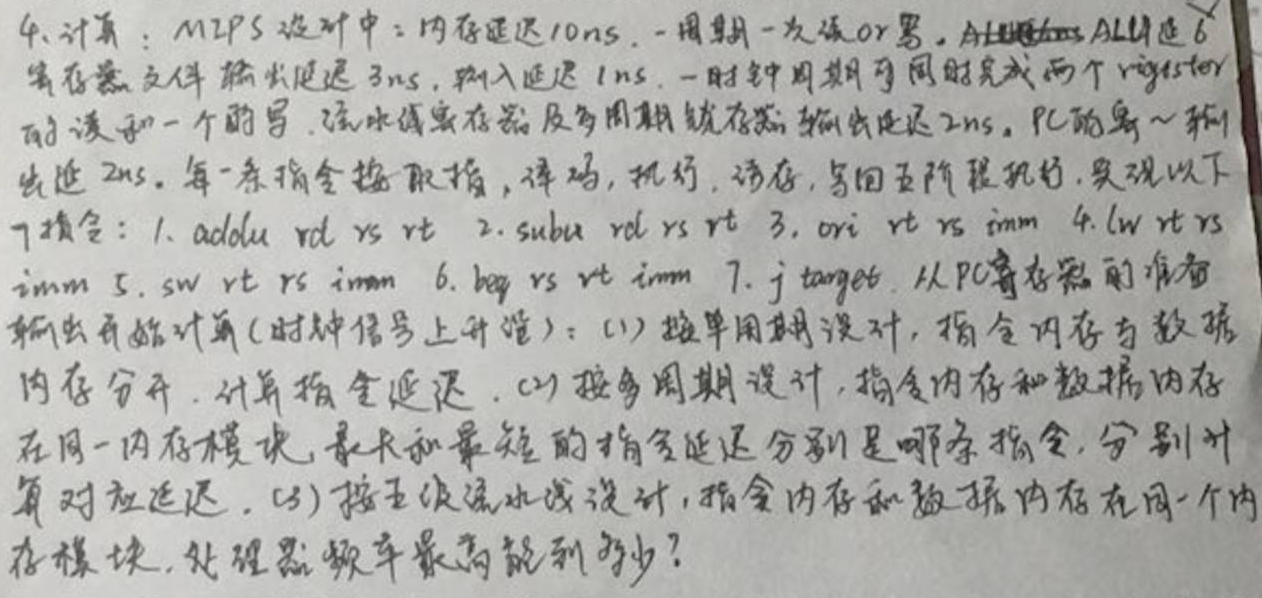 4、计算：MIPS设计中：内存延迟10ns．一周期一次读or写。ALU延6
寄存器文件输出延迟3ns，输入延迟1ns．一时钟周期可同时完成两个rigister
的读和一个的写．流水线寄存器及多周期锁存器输出延迟2ns。PC的~输
出延2ns。每一条指令按取指，译码，执行，访存，写回五阶段执行．实现以下
7指令：1. addu rd rs rt 2. subu rd rs rt 3. ori rt rs imm 4. lw rt rs
imm 5. sw rt rs imm 6. beq rs rt imm 7. j target. 从PC寄存器的准备
输出开始计算(时钟信号上升沿)：(1)按单周期设计，指令内存与数据
内存分开．计算指令延迟．(2)按多周期设计，指令内存和数据内存
在同一内存模块，最长和最短的指令延迟分别是哪条指令，分别计
算对应延迟．(3)按五级流水线设计，指令内存和数据内存在同一个内
存模块．处理器频率最高能到多少？